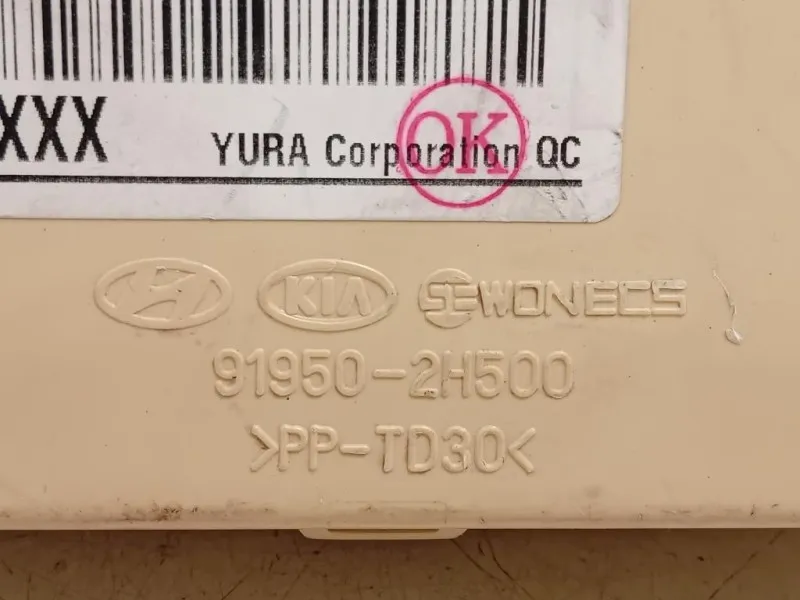 XXX YURA Corporation QC
OK
KIA SEWONECS
91950-2H500
>PP-TD30<